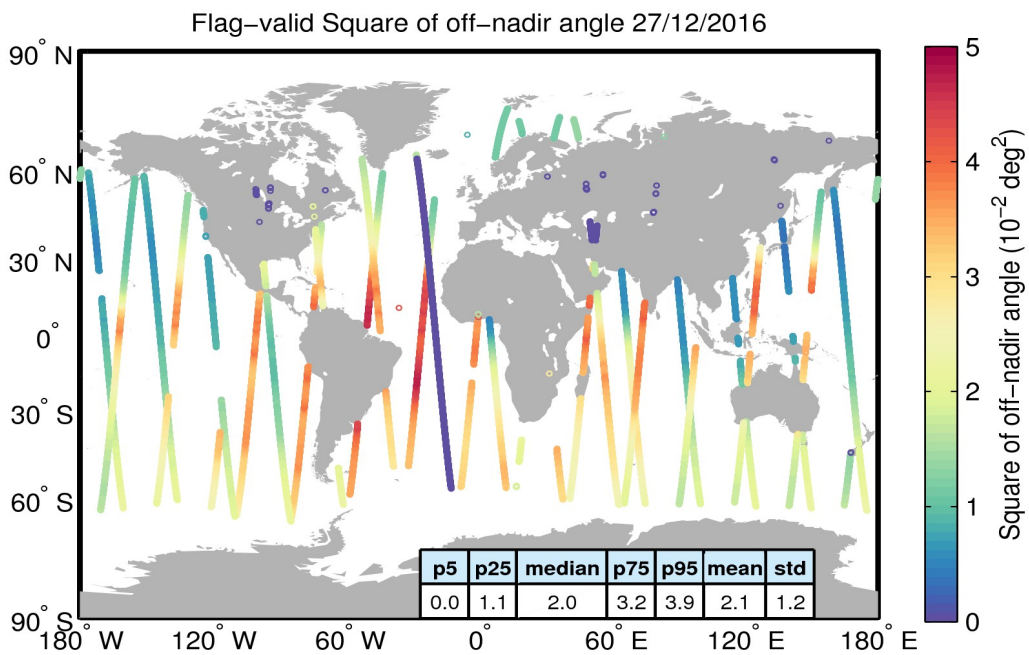 Flag−valid Square of off−nadir angle 27/12/2016
90° N
60° N
30° N
0°
30° S
60° S
90° S
180° W
120° W
60° W
0°
60° E
120° E
180° E
p5 p25 median p75 p95 mean std
0.0 1.1 2.0 3.2 3.9 2.1 1.2
5
4
3
2
1
0
Square of off−nadir angle (10⁻² deg²)